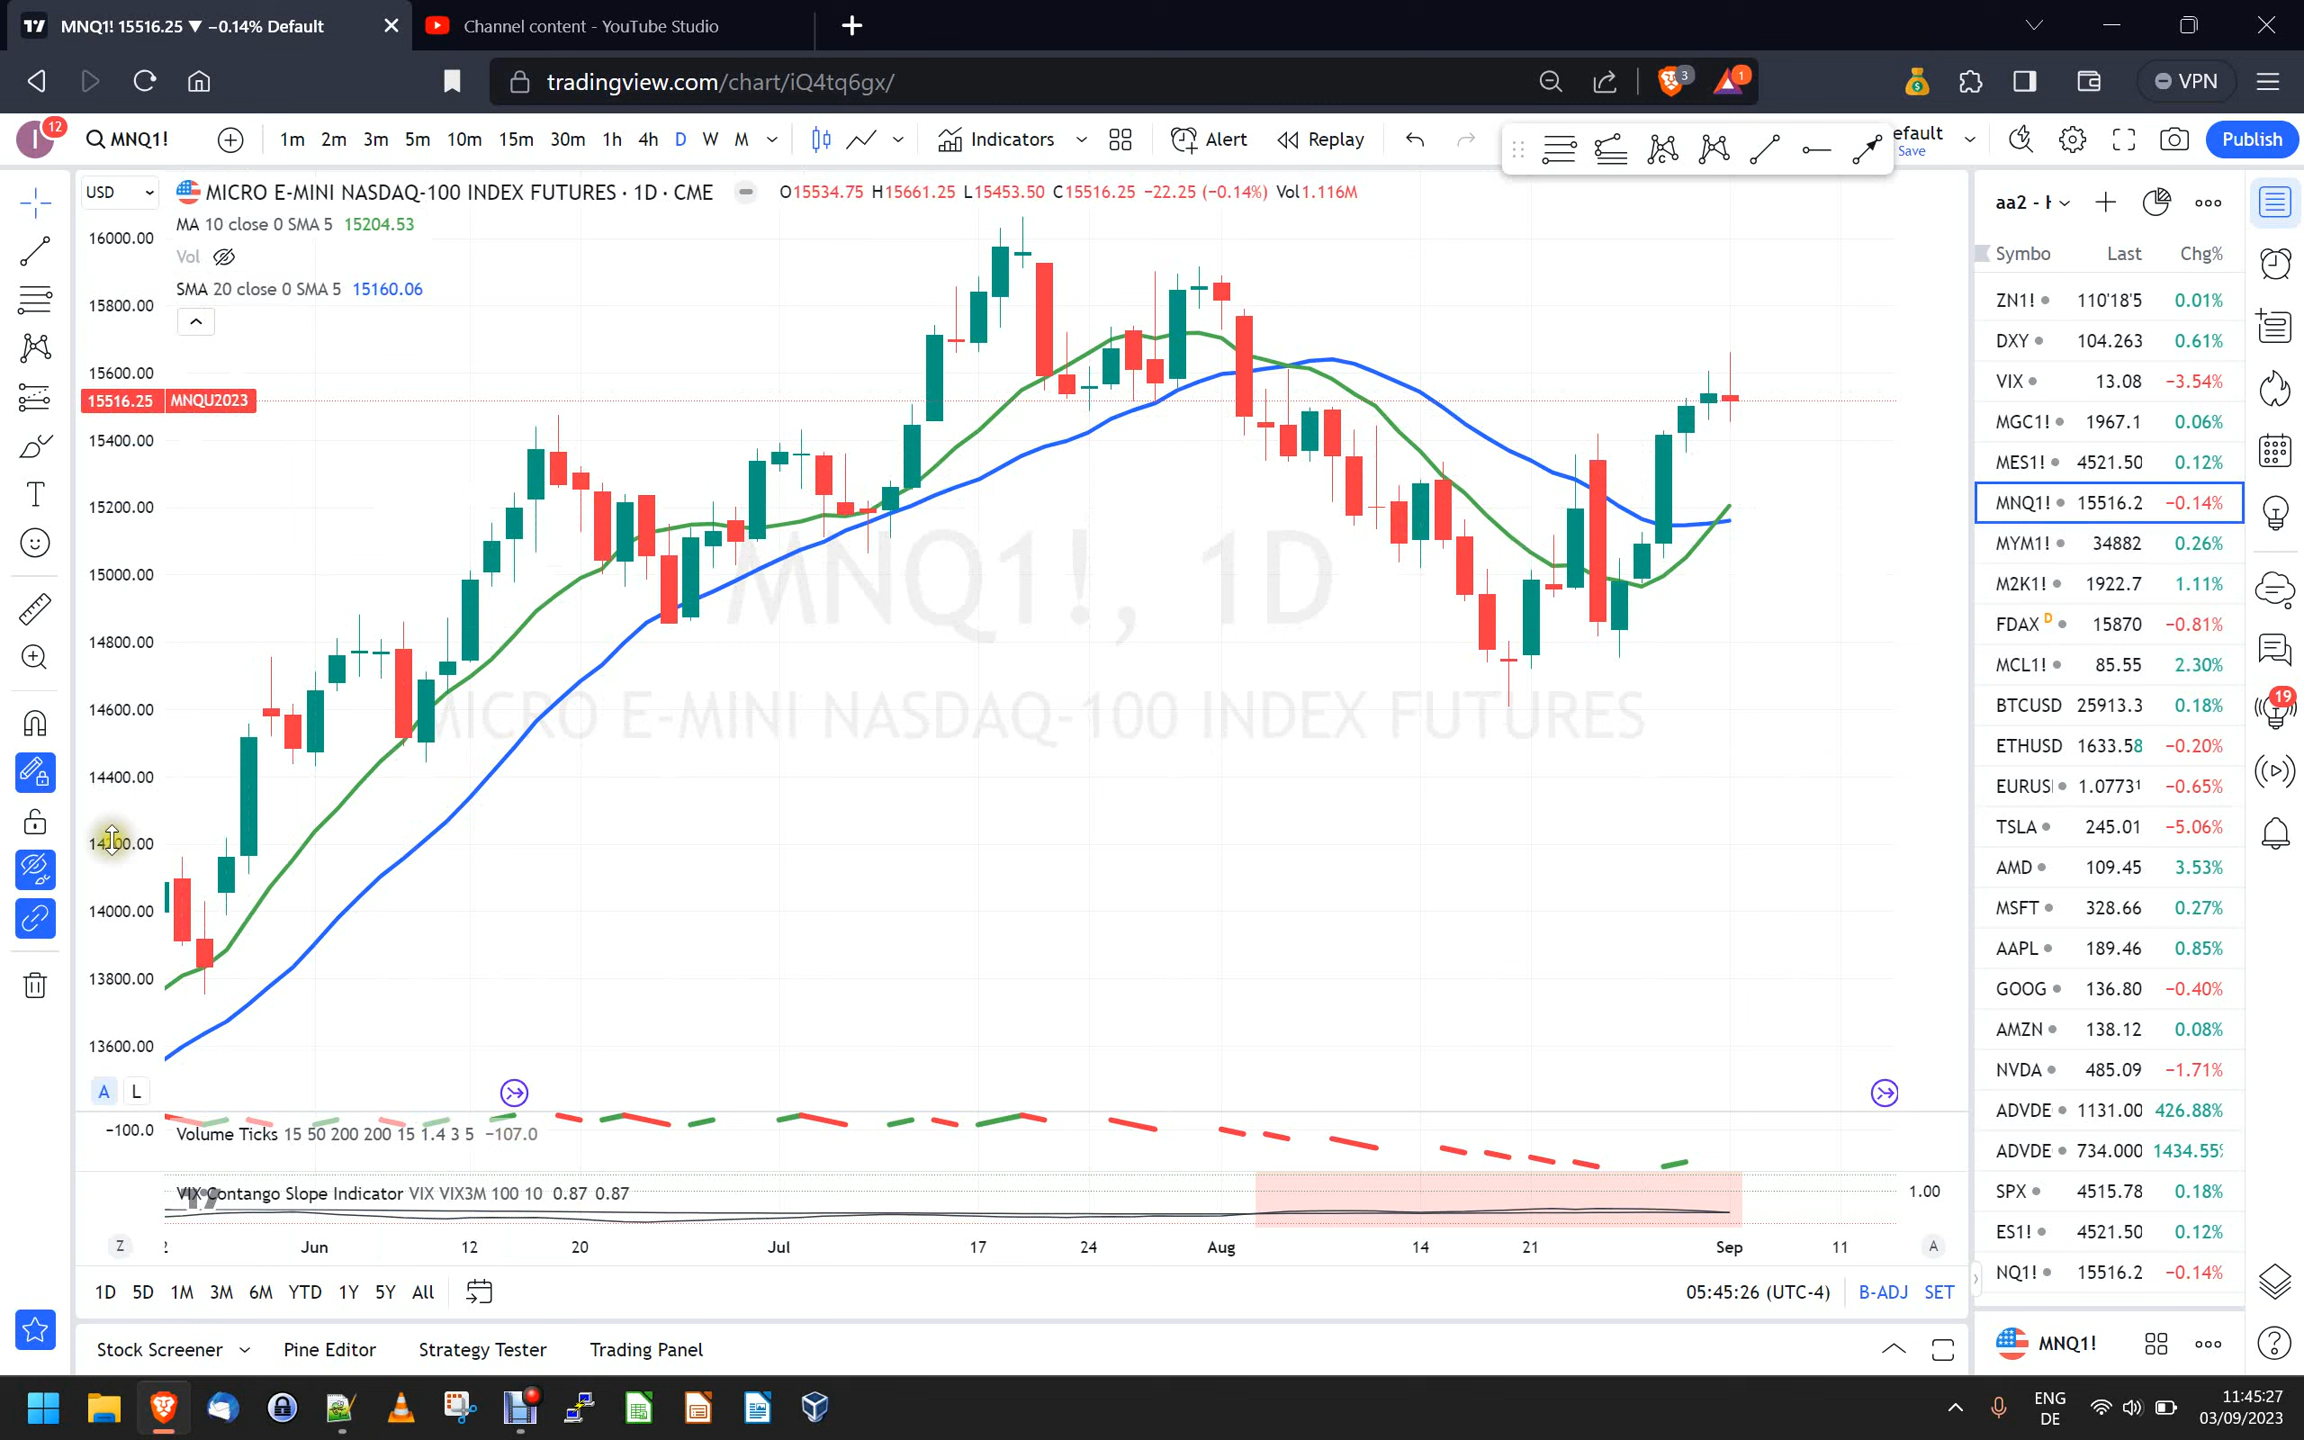 MNQ1! 15516.25 ▼ −0.14% Default
Channel content - YouTube Studio
tradingview.com/chart/iQ4tq6gx/
3
1
VPN
I
12
MNQ1!
1m 2m 3m 5m 10m 15m 30m 1h 4h D W M
Indicators
Alert
Replay
efault
Save
Publish
USD
MICRO E-MINI NASDAQ-100 INDEX FUTURES · 1D · CME
O15534.75 H15661.25 L15453.50 C15516.25 −22.25 (−0.14%) Vol1.116M
MA 10 close 0 SMA 5 15204.53
Vol
SMA 20 close 0 SMA 5 15160.06
16000.00
15800.00
15600.00
15516.25 MNQU2023
15400.00
15200.00
15000.00
14800.00
14600.00
14400.00
14200.00
14000.00
13800.00
13600.00
MNQ1!, 1D
MICRO E-MINI NASDAQ-100 INDEX FUTURES
A L
−100.0
Volume Ticks 15 50 200 200 15 1.4 3 5 −107.0
VIX Contango Slope Indicator VIX VIX3M 100 10 0.87 0.87
1.00
Z
Jun 12 20 Jul 17 24 Aug 14 21 Sep 11
A
1D 5D 1M 3M 6M YTD 1Y 5Y All
05:45:26 (UTC-4)
B-ADJ SET
Stock Screener
Pine Editor
Strategy Tester
Trading Panel
aa2 - H
Symbo Last Chg%
ZN1! 110'18'5 0.01%
DXY 104.263 0.61%
VIX 13.08 −3.54%
MGC1! 1967.1 0.06%
MES1! 4521.50 0.12%
MNQ1! 15516.2 −0.14%
MYM1! 34882 0.26%
M2K1! 1922.7 1.11%
FDAX D 15870 −0.81%
MCL1! 85.55 2.30%
BTCUSD 25913.3 0.18%
ETHUSD 1633.58 −0.20%
EURUS 1.07731 −0.65%
TSLA 245.01 −5.06%
AMD 109.45 3.53%
MSFT 328.66 0.27%
AAPL 189.46 0.85%
GOOG 136.80 −0.40%
AMZN 138.12 0.08%
NVDA 485.09 −1.71%
ADVDE 1131.00 426.88%
ADVDE 734.000 1434.55%
SPX 4515.78 0.18%
ES1! 4521.50 0.12%
NQ1! 15516.2 −0.14%
MNQ1!
19
ENG
DE
11:45:27
03/09/2023